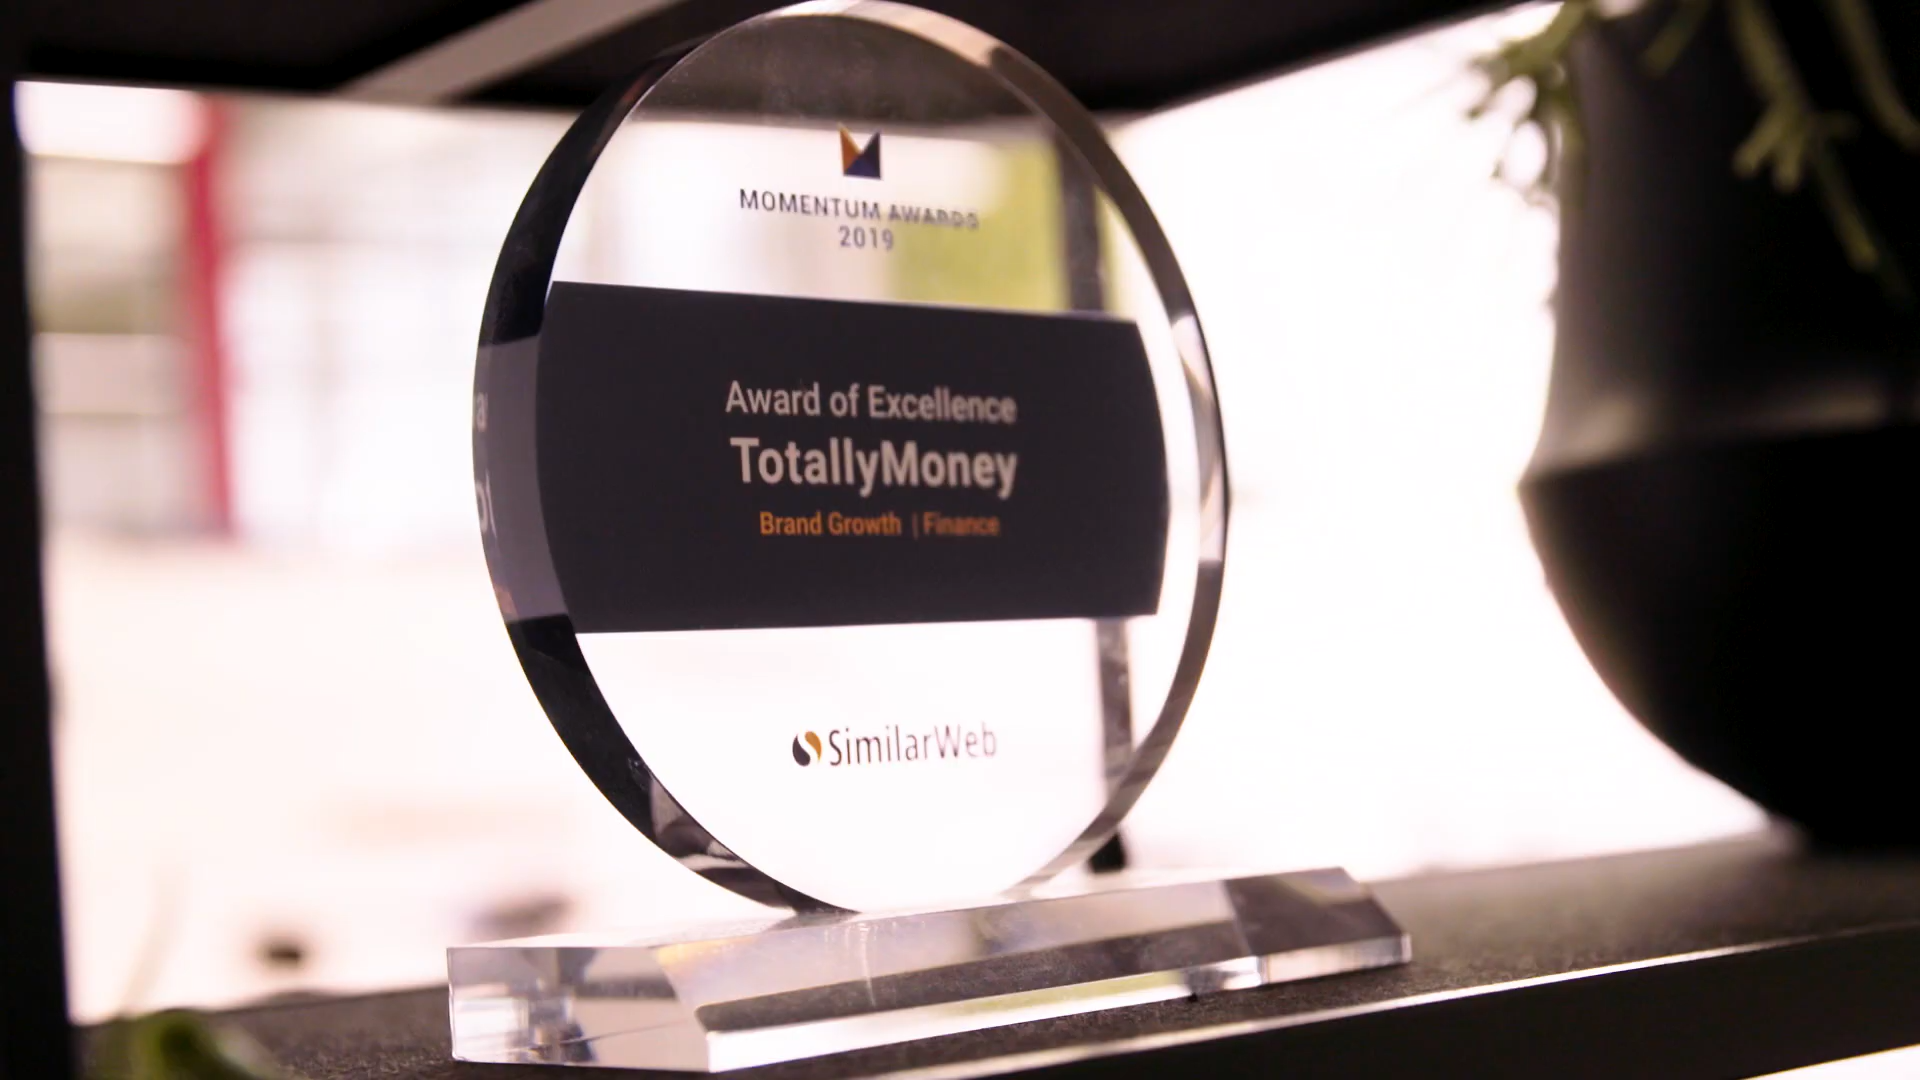 MOMENTUM AWARDS
2019
Award of Excellence
TotallyMoney
Brand Growth | Finance
SimilarWeb